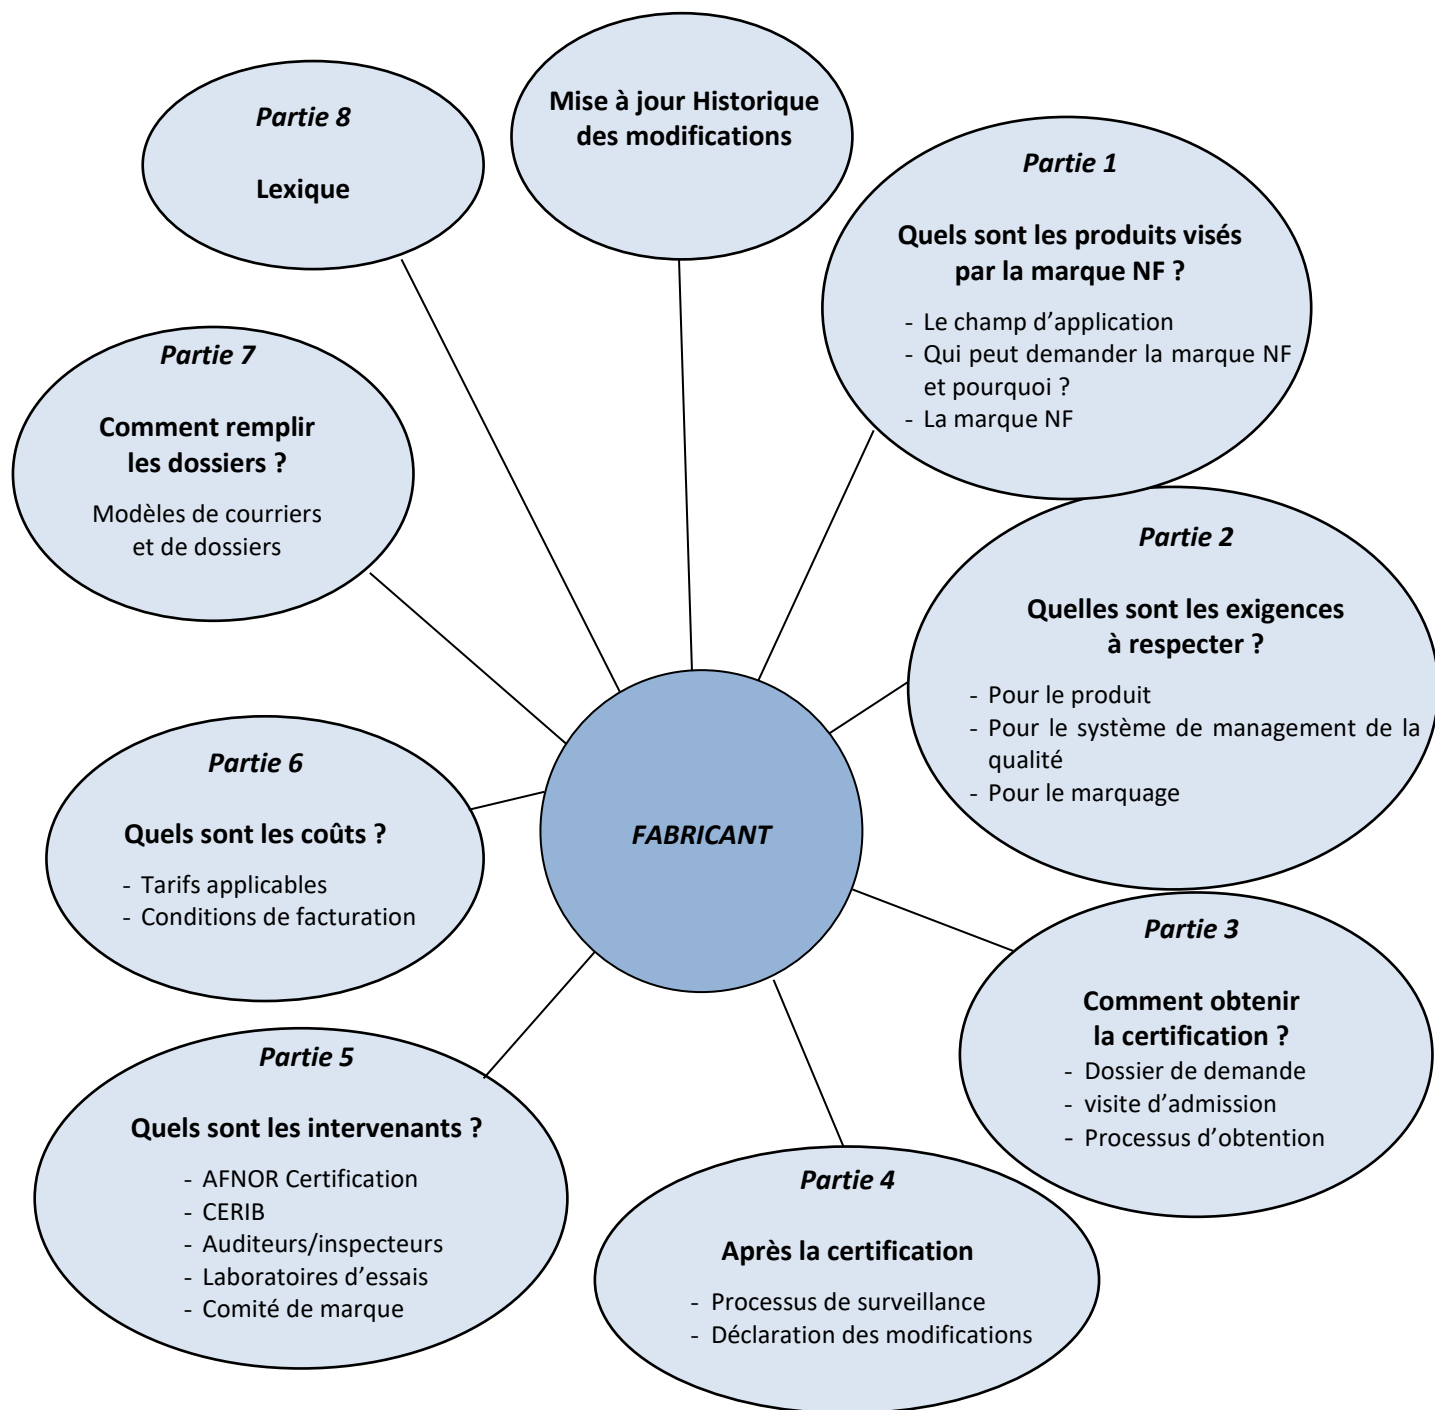 Mise à jour Historique
des modifications
Partie 1
Quels sont les produits visés
par la marque NF ?
- Le champ d’application
- Qui peut demander la marque NF
et pourquoi ?
- La marque NF
Partie 2
Quelles sont les exigences
à respecter ?
- Pour le produit
- Pour le système de management de la
qualité
- Pour le marquage
Partie 3
Comment obtenir
la certification ?
- Dossier de demande
- visite d’admission
- Processus d’obtention
Partie 4
Après la certification
- Processus de surveillance
- Déclaration des modifications
Partie 5
Quels sont les intervenants ?
- AFNOR Certification
- CERIB
- Auditeurs/inspecteurs
- Laboratoires d’essais
- Comité de marque
Partie 6
Quels sont les coûts ?
- Tarifs applicables
- Conditions de facturation
Partie 7
Comment remplir
les dossiers ?
Modèles de courriers
et de dossiers
Partie 8
Lexique
FABRICANT